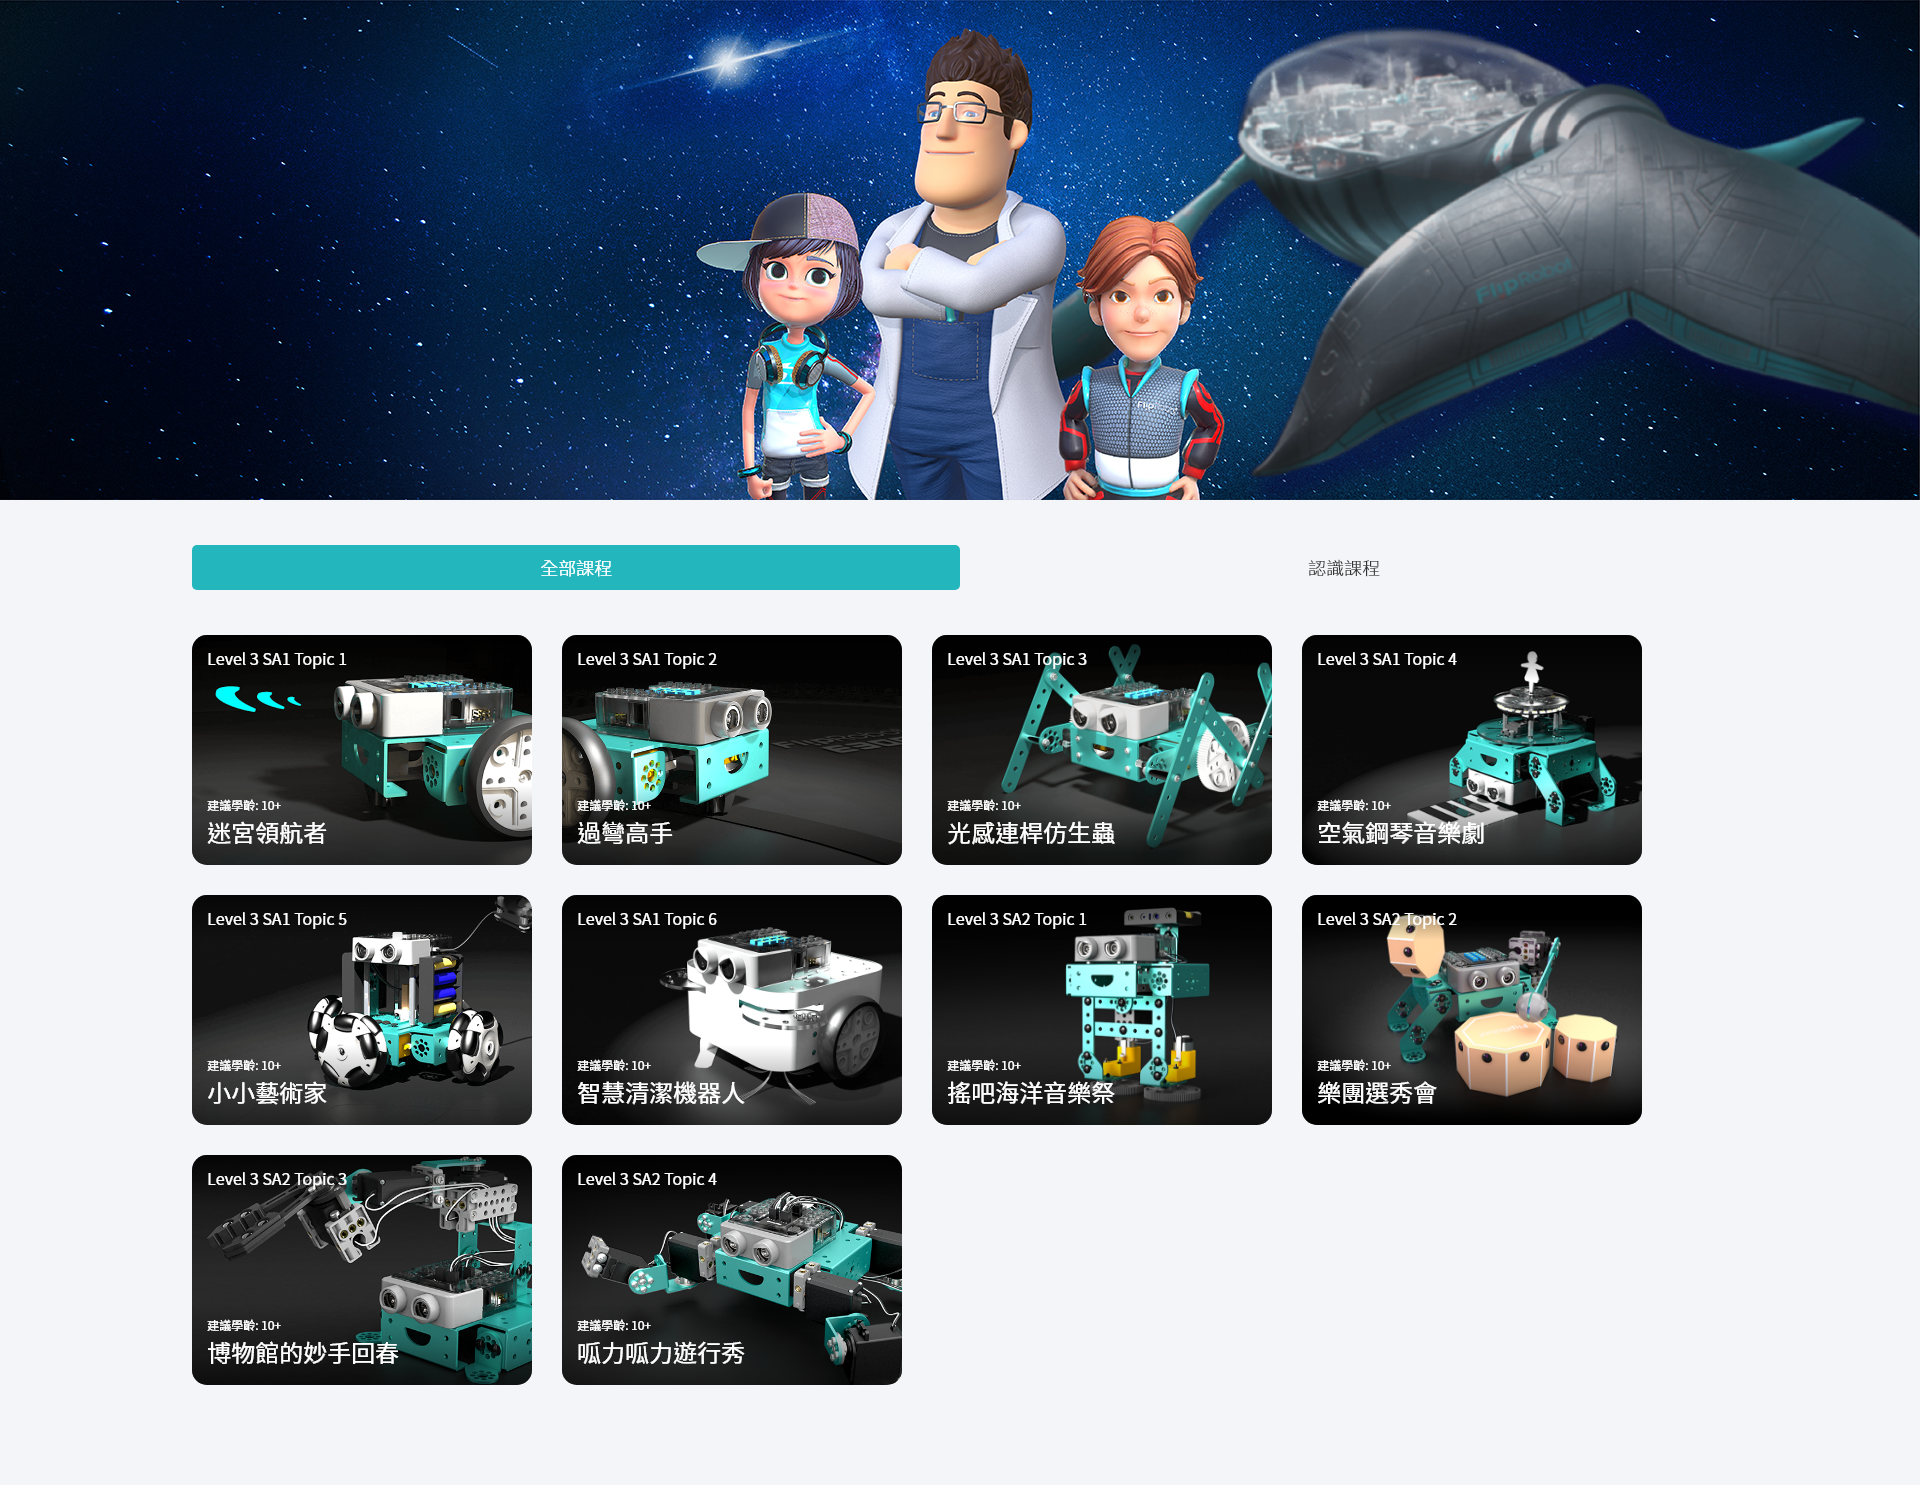 FlipRobot
Flip
全部課程
認識課程
Level 3 SA1 Topic 1
建議學齡: 10+
迷宮領航者
Level 3 SA1 Topic 2
建議學齡: 10+
過彎高手
Level 3 SA1 Topic 3
建議學齡: 10+
光感連桿仿生蟲
Level 3 SA1 Topic 4
建議學齡: 10+
空氣鋼琴音樂劇
Level 3 SA1 Topic 5
建議學齡: 10+
小小藝術家
Level 3 SA1 Topic 6
建議學齡: 10+
智慧清潔機器人
Level 3 SA2 Topic 1
建議學齡: 10+
搖吧海洋音樂祭
Level 3 SA2 Topic 2
建議學齡: 10+
樂團選秀會
Level 3 SA2 Topic 3
建議學齡: 10+
博物館的妙手回春
Level 3 SA2 Topic 4
建議學齡: 10+
呱力呱力遊行秀